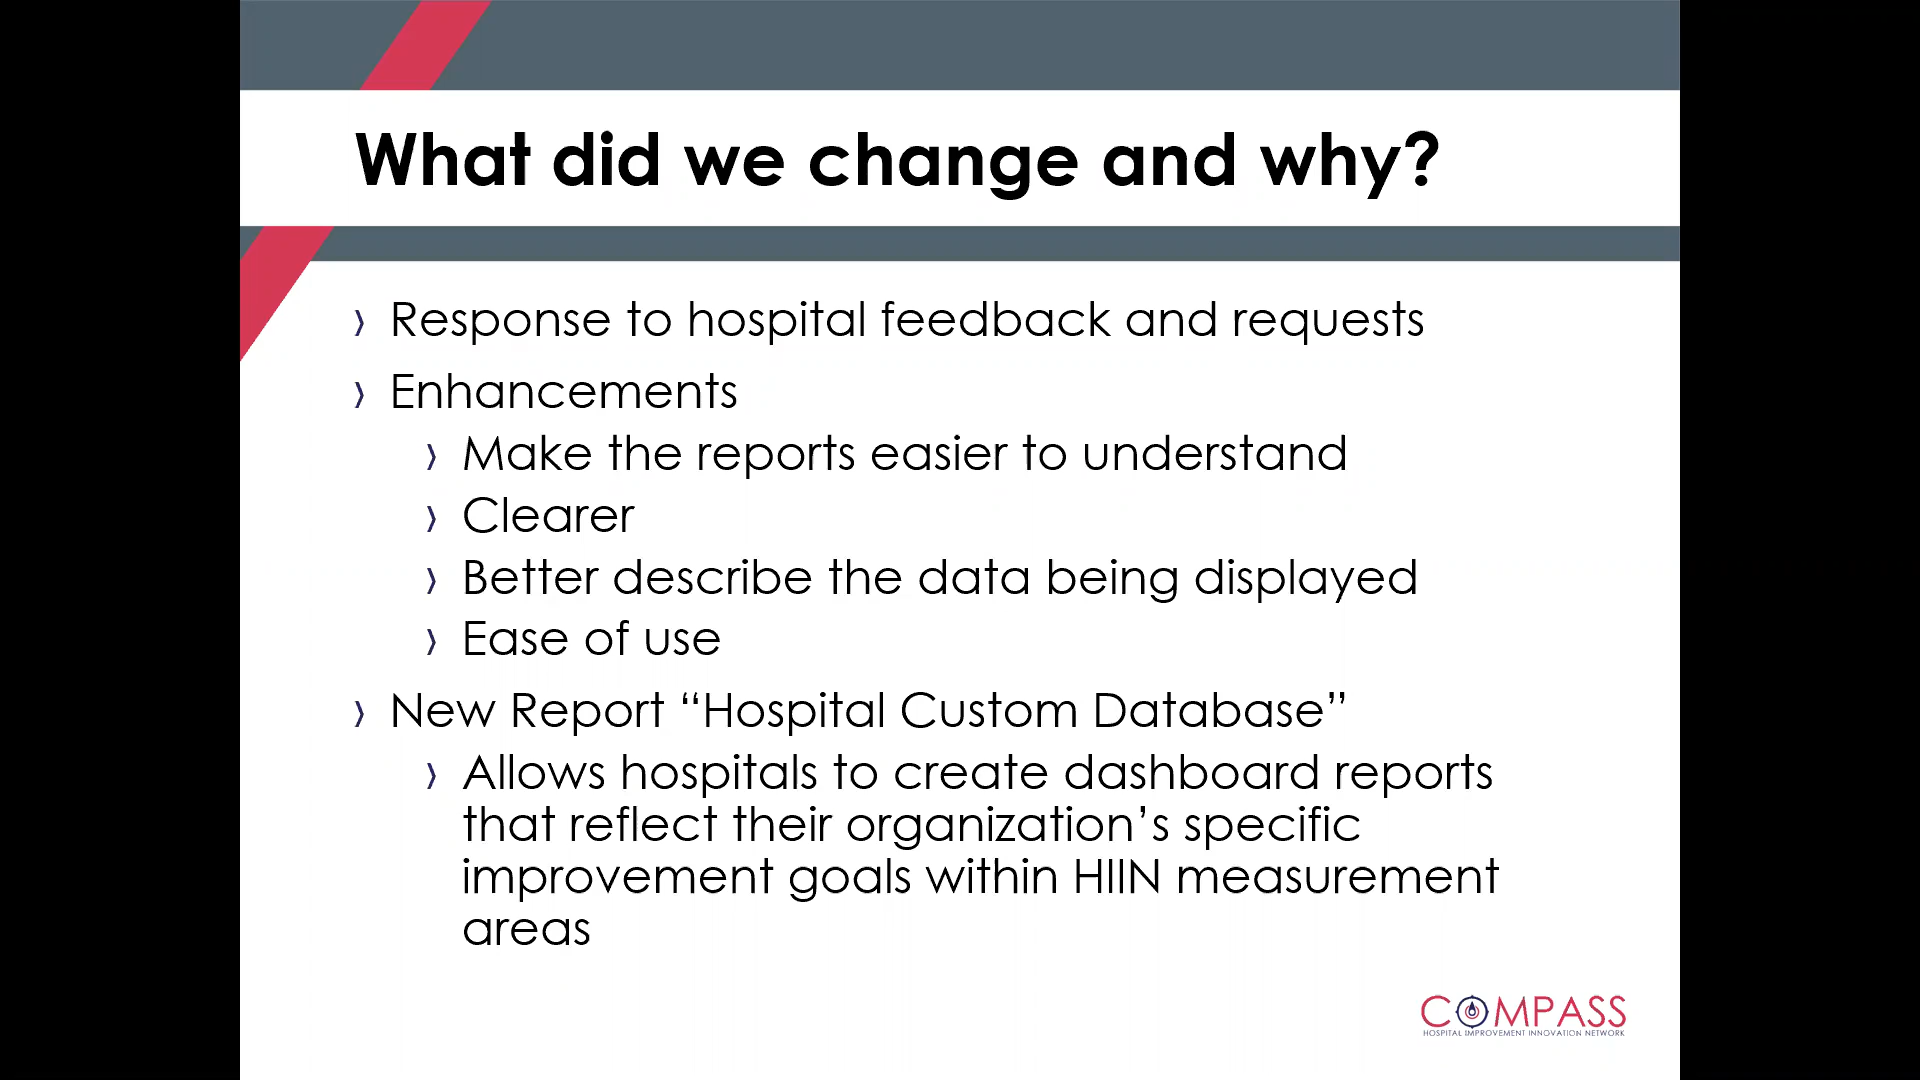 What did we change and why?
› Response to hospital feedback and requests
› Enhancements
› Make the reports easier to understand
› Clearer
› Better describe the data being displayed
› Ease of use
› New Report “Hospital Custom Database”
› Allows hospitals to create dashboard reports
that reflect their organization’s specific
improvement goals within HIIN measurement
areas
COMPASS
HOSPITAL IMPROVEMENT INNOVATION NETWORK